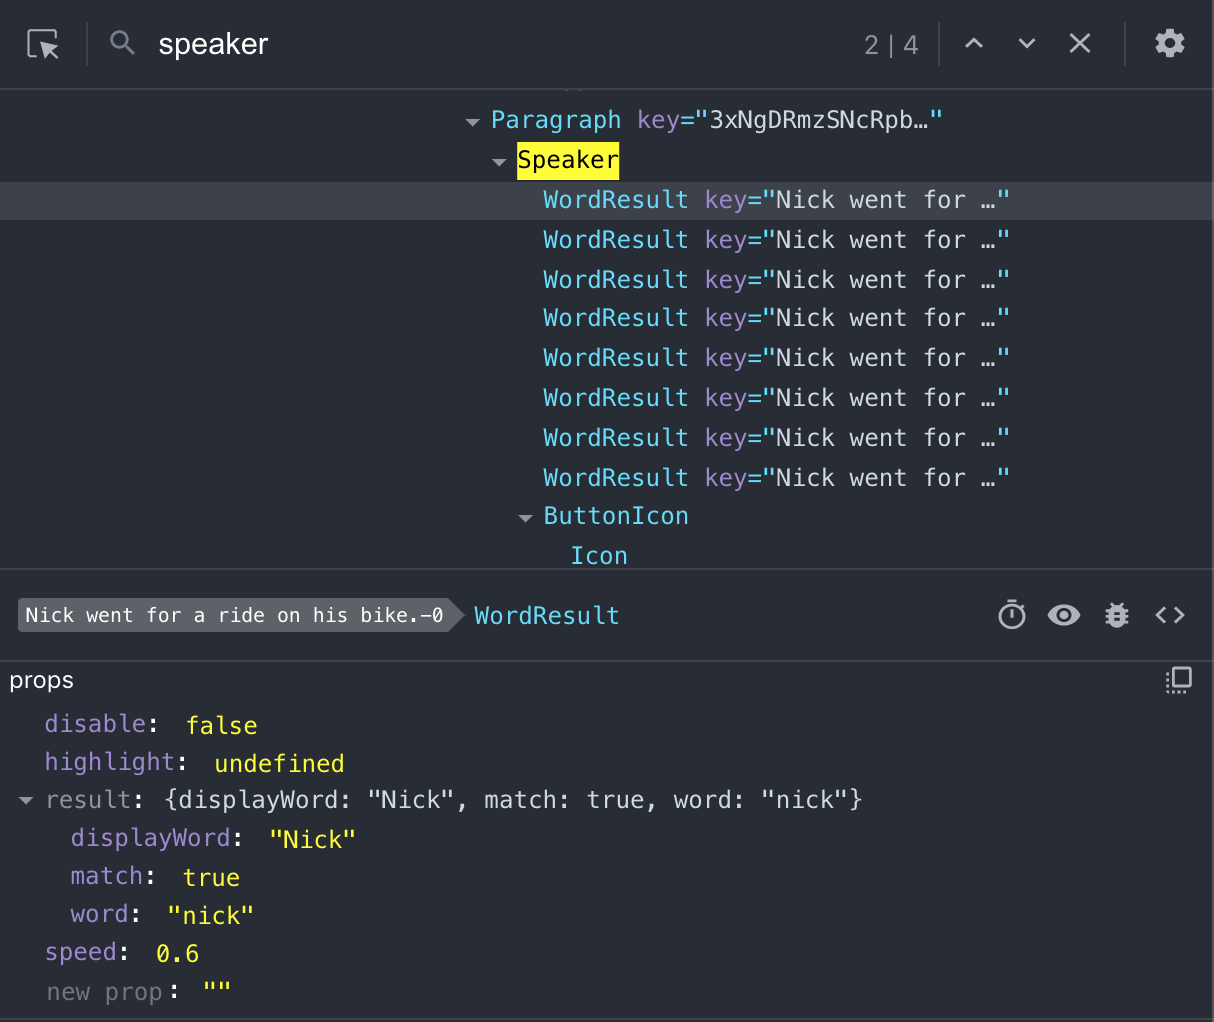 speaker 2 | 4
Paragraph key="3xNgDRmzSNcRpb…"
Speaker
WordResult key="Nick went for …"
WordResult key="Nick went for …"
WordResult key="Nick went for …"
WordResult key="Nick went for …"
WordResult key="Nick went for …"
WordResult key="Nick went for …"
WordResult key="Nick went for …"
WordResult key="Nick went for …"
ButtonIcon
Icon
Nick went for a ride on his bike.-0 WordResult
props
disable: false
highlight: undefined
result: {displayWord: "Nick", match: true, word: "nick"}
displayWord: "Nick"
match: true
word: "nick"
speed: 0.6
new prop: ""